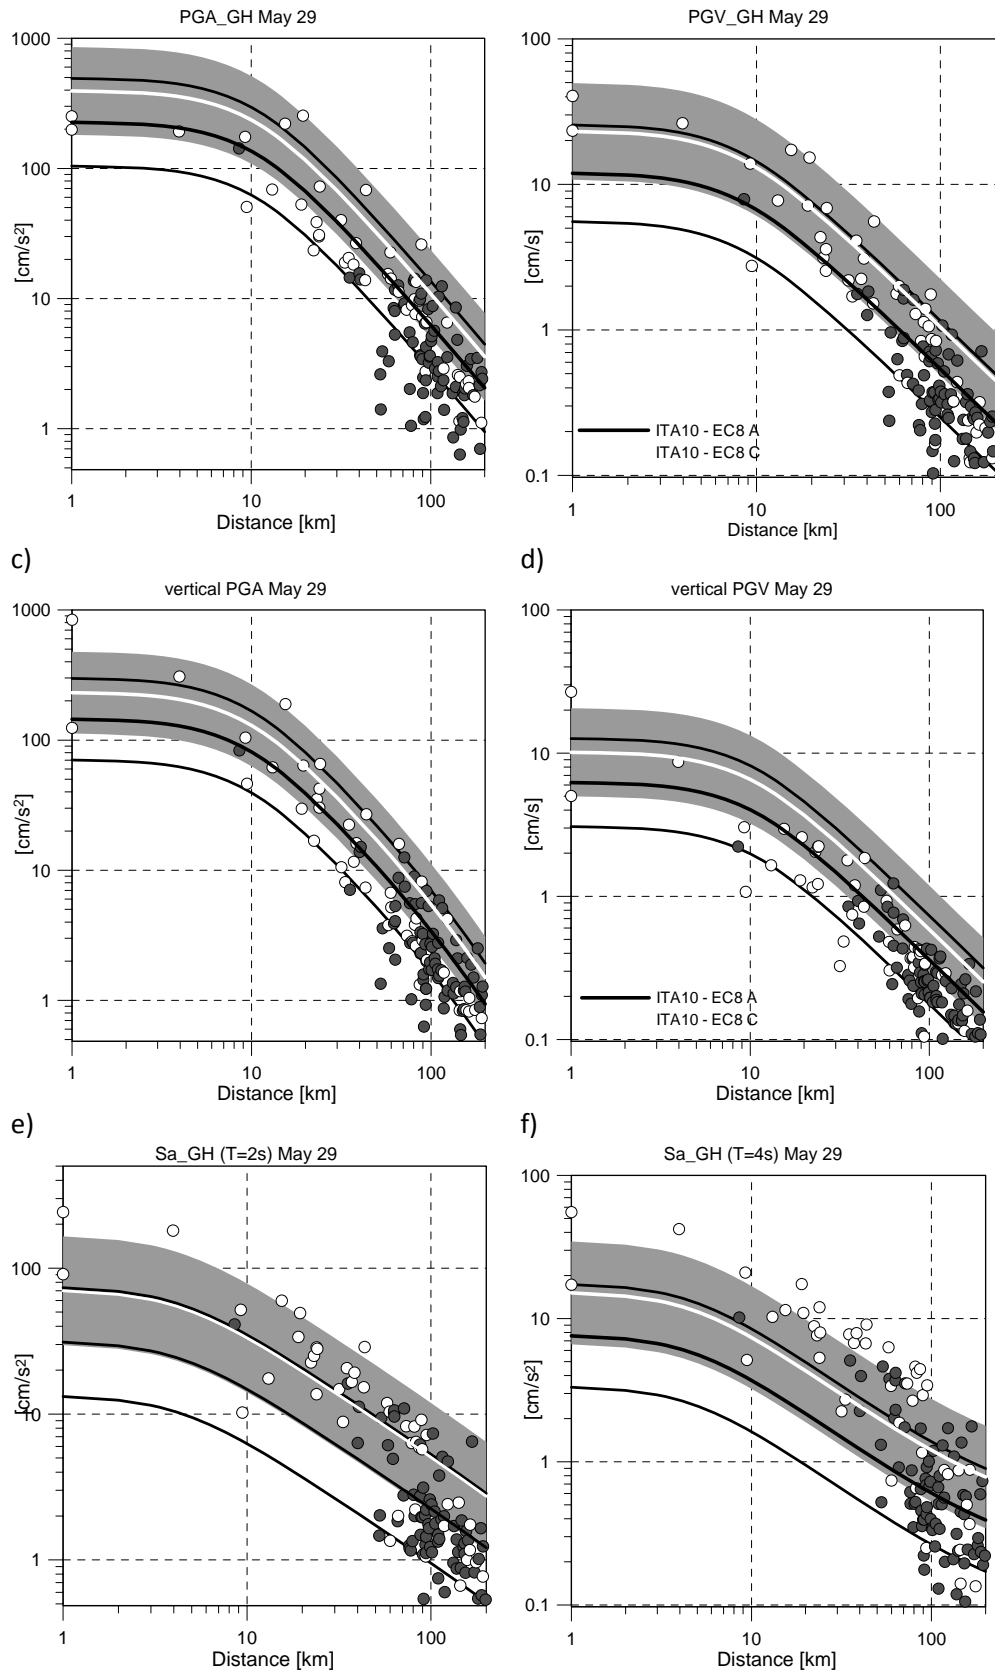 PGA_GH May 29
PGV_GH May 29
1000
100
10
1
[cm/s²]
1
10
100
Distance [km]
100
10
1
0.1
[cm/s]
ITA10 - EC8 A
ITA10 - EC8 C
1
10
100
Distance [km]
c)
d)
vertical PGA May 29
vertical PGV May 29
1000
100
10
1
[cm/s²]
1
10
100
Distance [km]
100
10
1
0.1
[cm/s]
ITA10 - EC8 A
ITA10 - EC8 C
1
10
100
Distance [km]
e)
f)
Sa_GH (T=2s) May 29
Sa_GH (T=4s) May 29
100
10
1
[cm/s²]
1
10
100
Distance [km]
100
10
1
0.1
[cm/s²]
1
10
100
Distance [km]